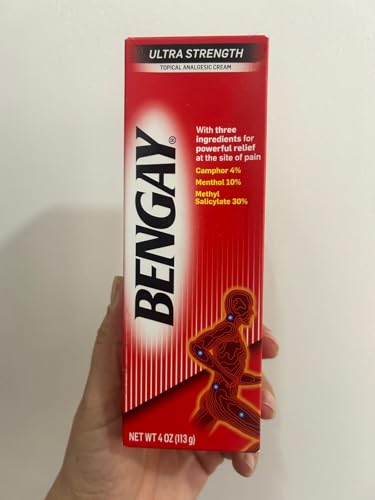 ULTRA STRENGTH
TOPICAL ANALGESIC CREAM
BENGAY®
With three
ingredients for
powerful relief
at the site of pain
Camphor 4%
Menthol 10%
Methyl
Salicylate 30%
NET WT 4 OZ (113 g)